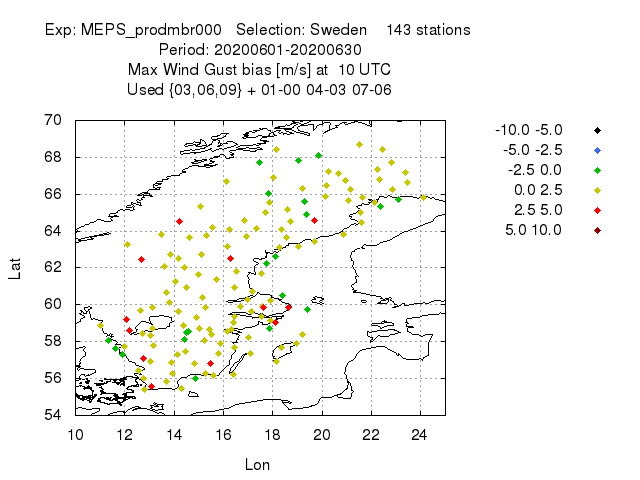 Exp: MEPS_prodmbr000 Selection: Sweden 143 stations
Period: 20200601-20200630
Max Wind Gust bias [m/s] at 10 UTC
Used {03,06,09} + 01-00 04-03 07-06
70
68
66
64
62
60
58
56
54
Lat
10 12 14 16 18 20 22 24
Lon
-10.0 -5.0
-5.0 -2.5
-2.5 0.0
0.0 2.5
2.5 5.0
5.0 10.0